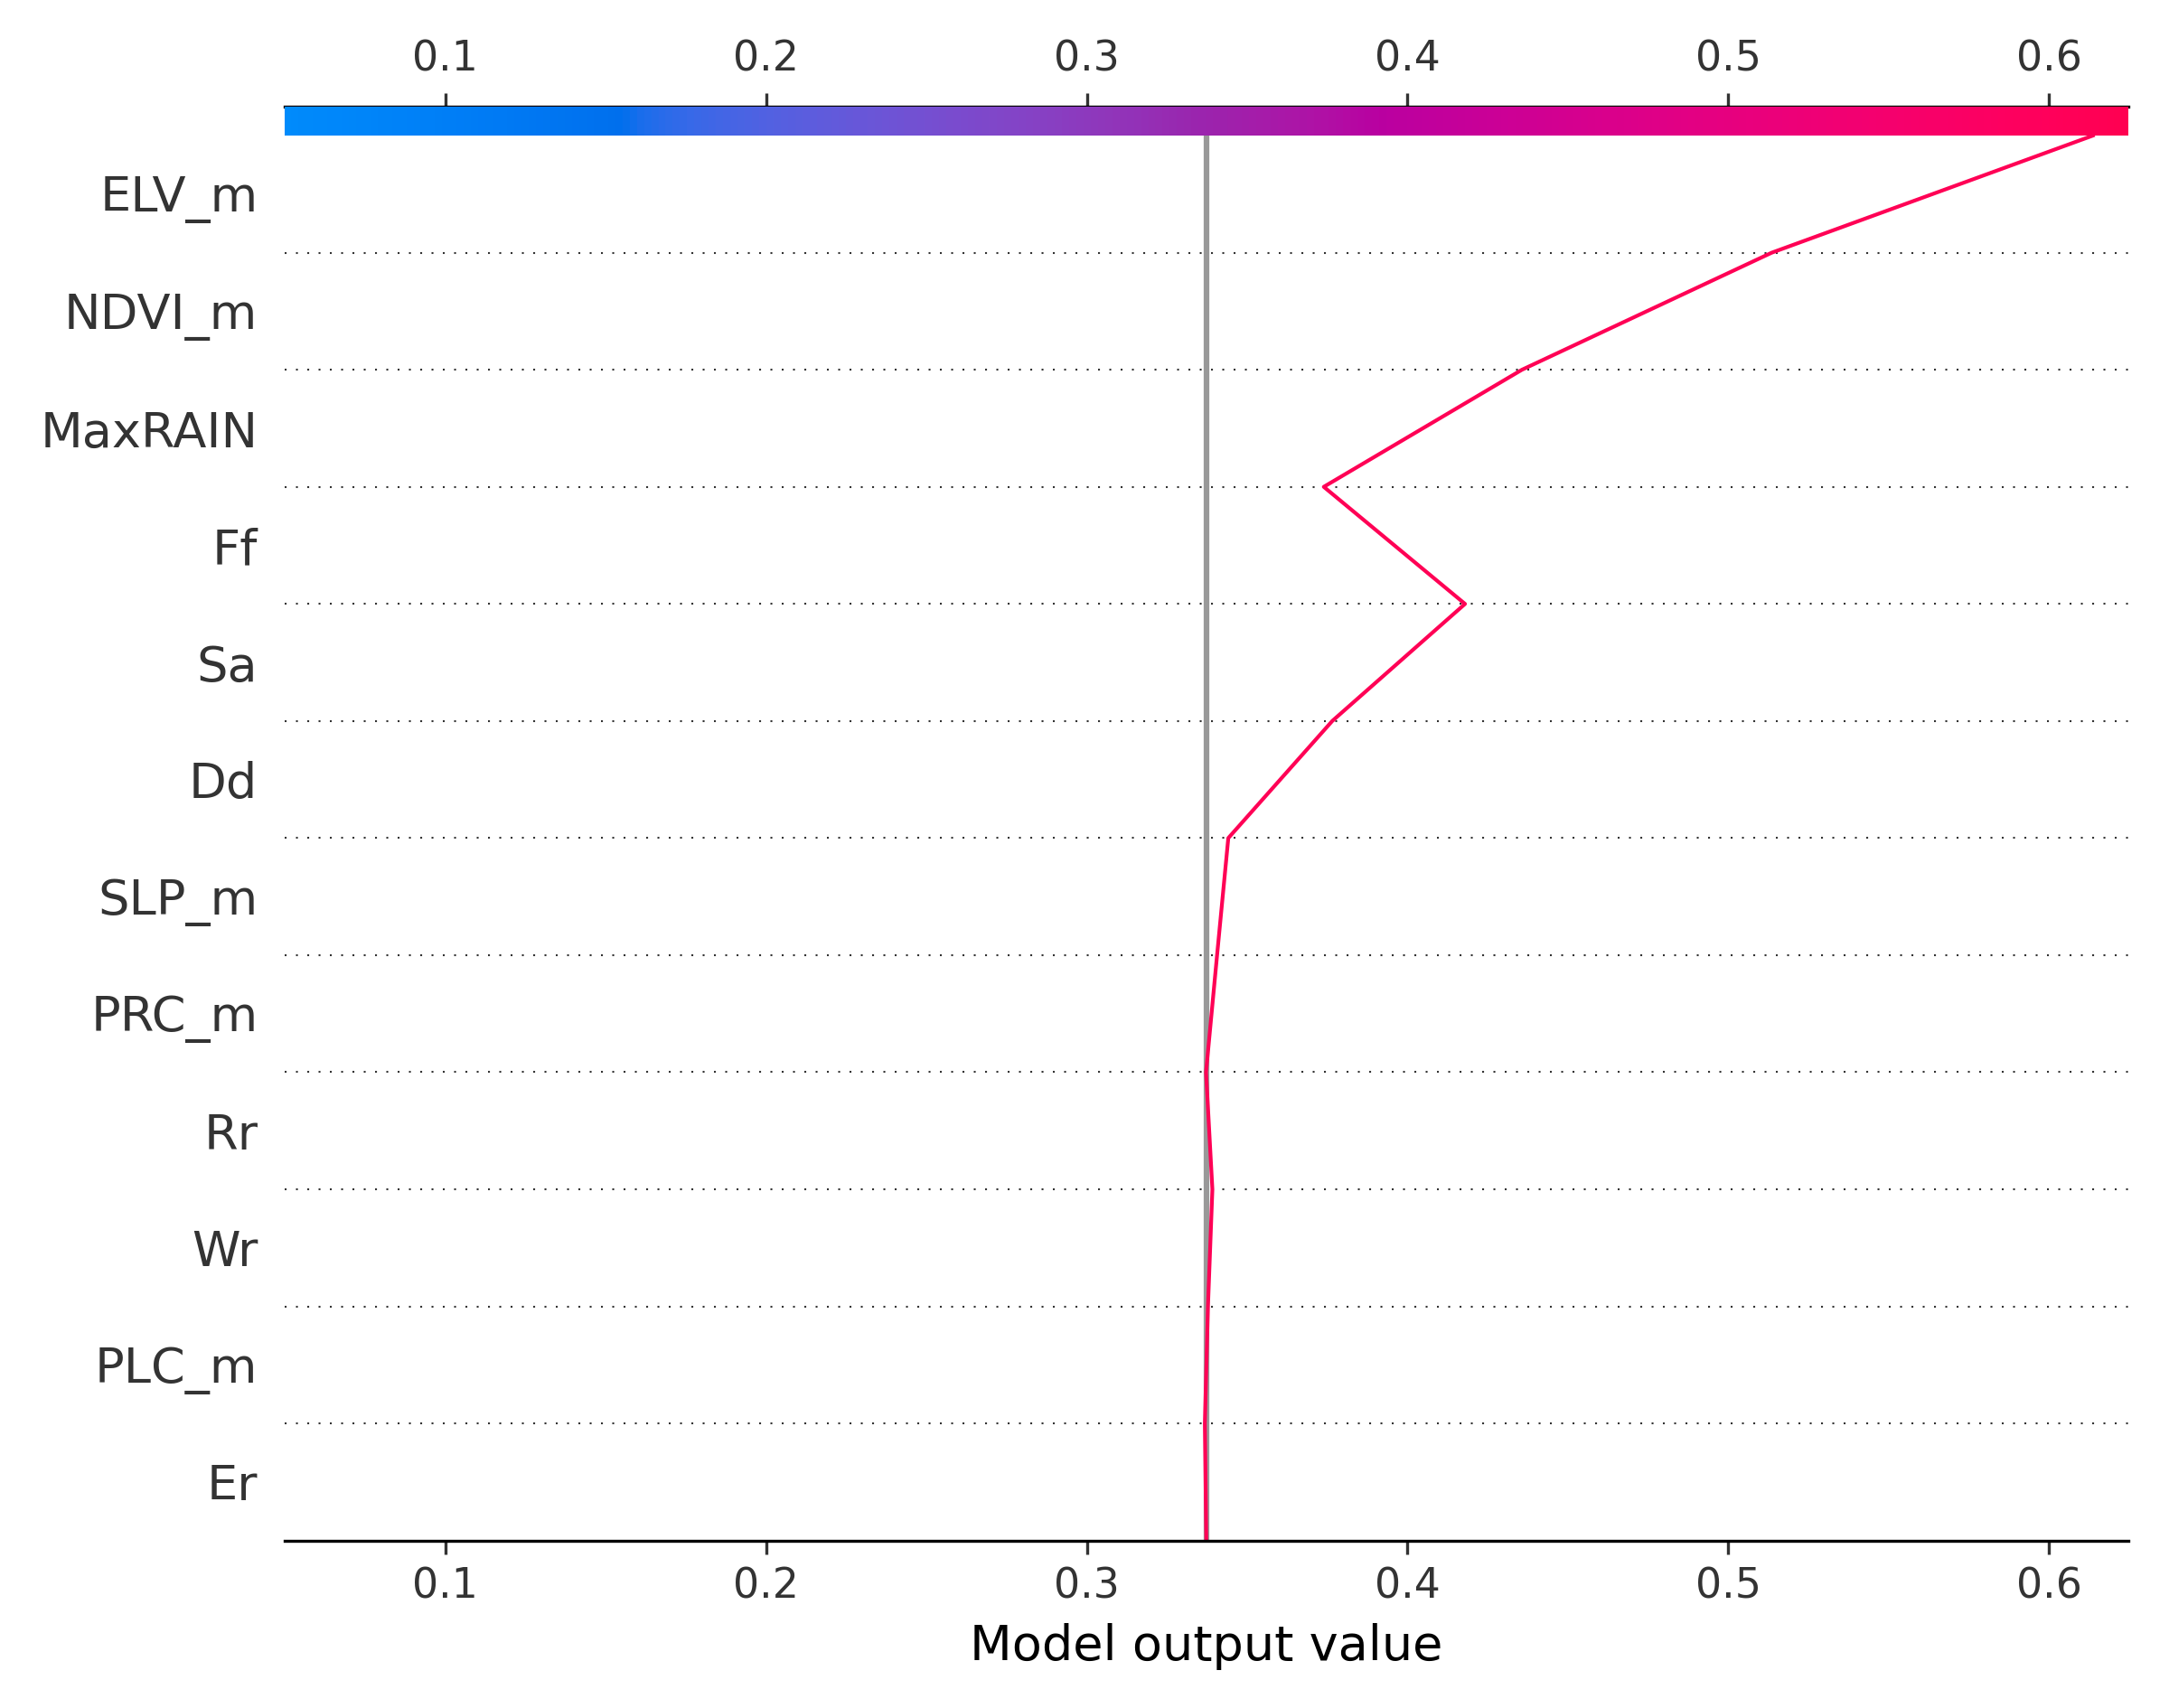 0.1 0.2 0.3 0.4 0.5 0.6
ELV_m
NDVI_m
MaxRAIN
Ff
Sa
Dd
SLP_m
PRC_m
Rr
Wr
PLC_m
Er
0.1 0.2 0.3 0.4 0.5 0.6
Model output value